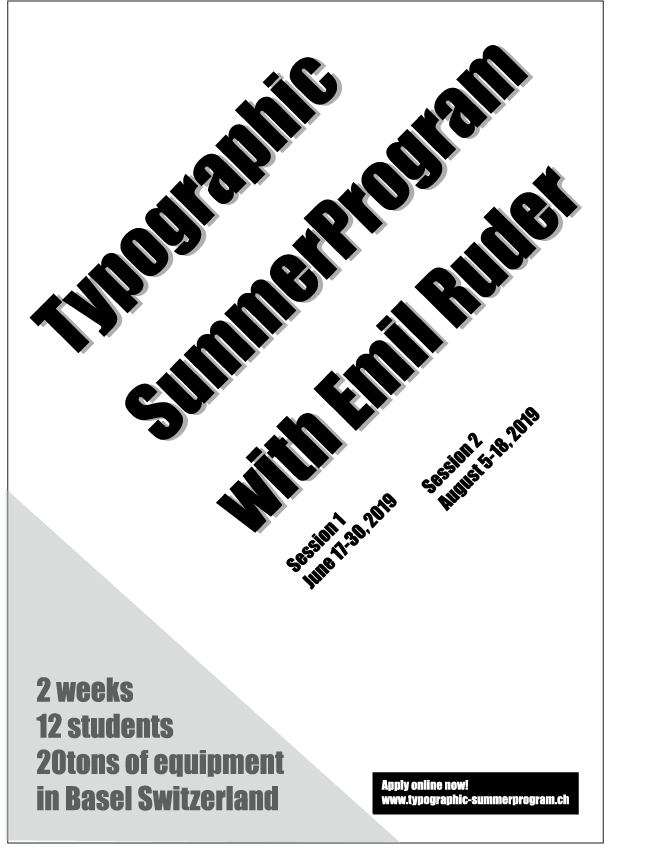 Typographic
SummerProgram
with Emil Ruder
Session 1
June 17-30, 2019
Session 2
August 5-18, 2019
2 weeks
12 students
20tons of equipment
in Basel Switzerland
Apply online now!
www.typographic-summerprogram.ch